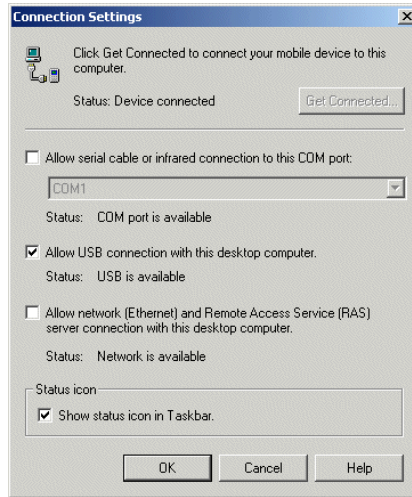 Connection Settings
Click Get Connected to connect your mobile device to this
computer.
Status: Device connected
Get Connected...
Allow serial cable or infrared connection to this COM port:
COM1
Status: COM port is available
Allow USB connection with this desktop computer.
Status: USB is available
Allow network (Ethernet) and Remote Access Service (RAS)
server connection with this desktop computer.
Status: Network is available
Status icon
Show status icon in Taskbar.
OK Cancel Help